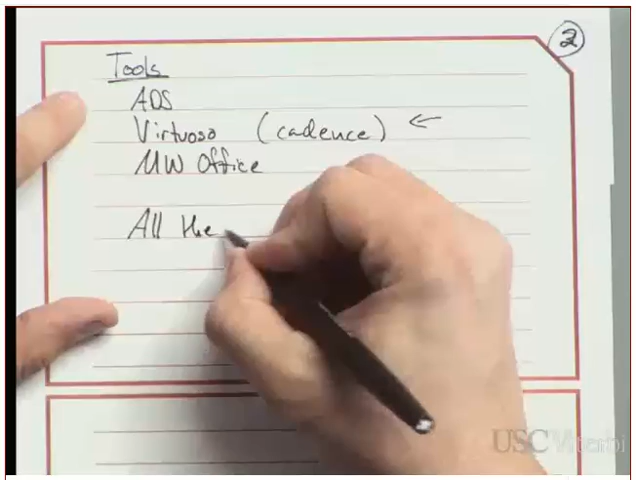 2
Tools
ADS
Virtuoso (cadence) ←
MW Office
All the
USC Viterbi